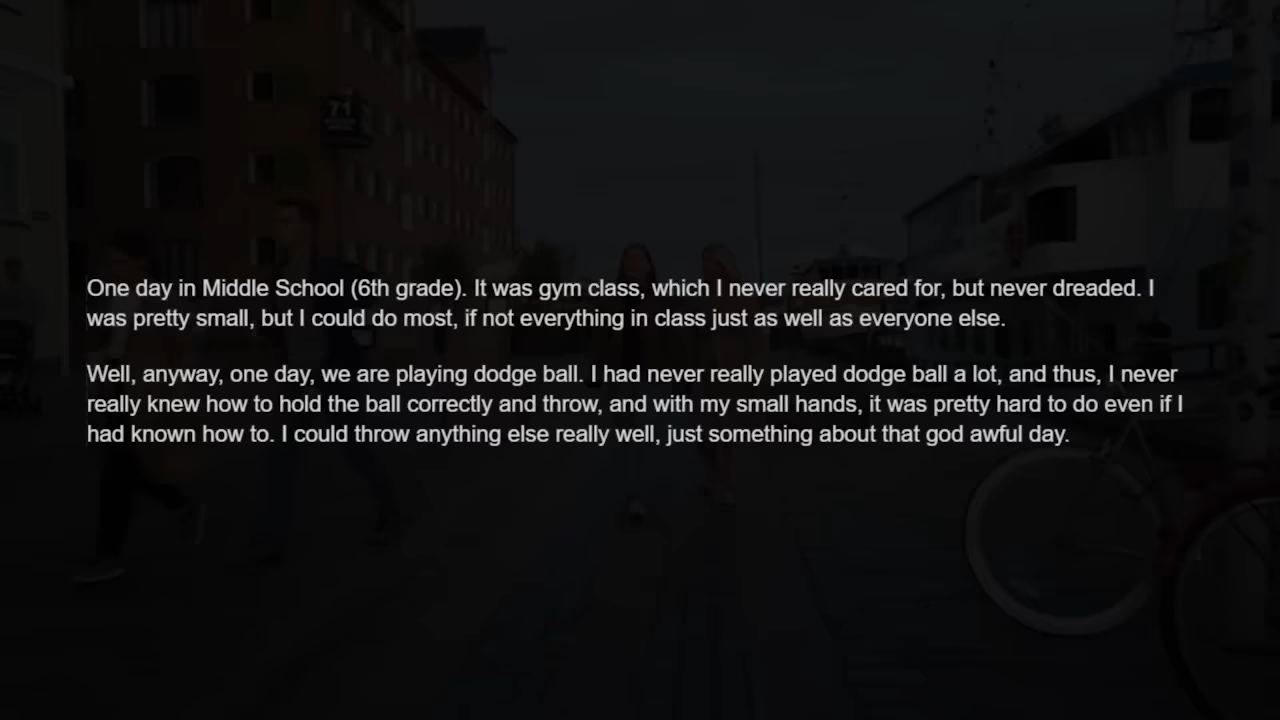 71
One day in Middle School (6th grade). It was gym class, which I never really cared for, but never dreaded. I
was pretty small, but I could do most, if not everything in class just as well as everyone else.
Well, anyway, one day, we are playing dodge ball. I had never really played dodge ball a lot, and thus, I never
really knew how to hold the ball correctly and throw, and with my small hands, it was pretty hard to do even if I
had known how to. I could throw anything else really well, just something about that god awful day.